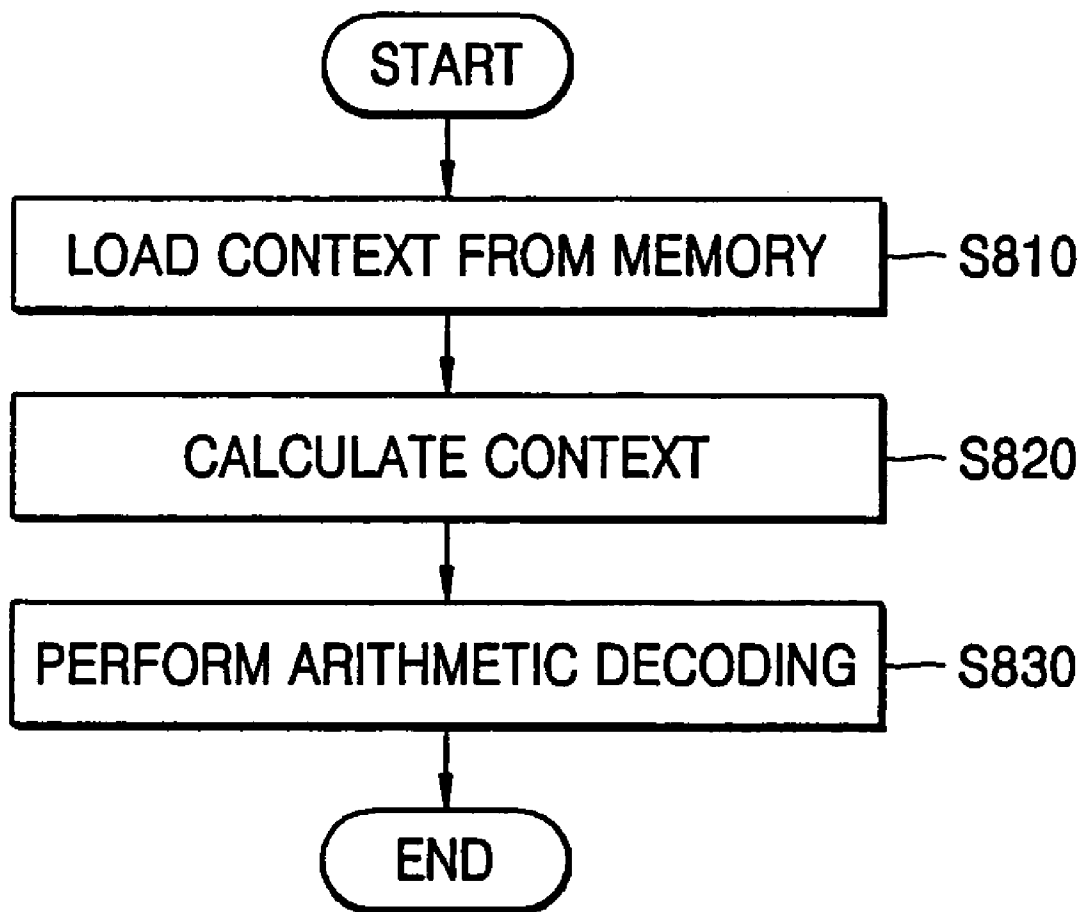 START
LOAD CONTEXT FROM MEMORY
S810
CALCULATE CONTEXT
S820
PERFORM ARITHMETIC DECODING
S830
END